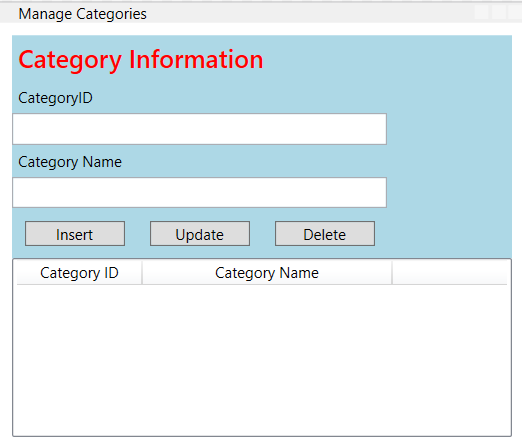 Manage Categories
Category Information
CategoryID
Category Name
Insert Update Delete
Category ID Category Name